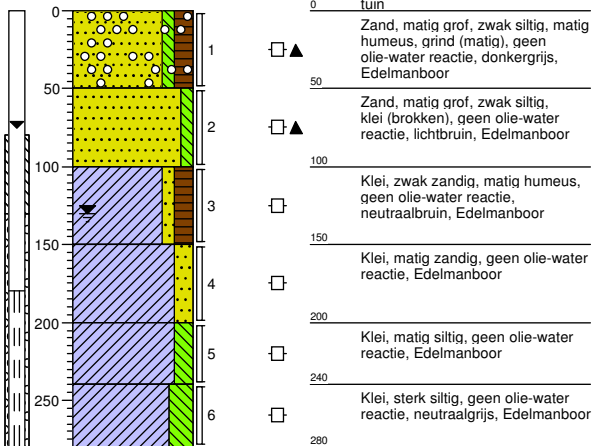 0
50
100
150
200
250
1
2
3
4
5
6
0
tuin
Zand, matig grof, zwak siltig, matig
humeus, grind (matig), geen
olie-water reactie, donkergrijs,
Edelmanboor
50
Zand, matig grof, zwak siltig,
klei (brokken), geen olie-water
reactie, lichtbruin, Edelmanboor
100
Klei, zwak zandig, matig humeus,
geen olie-water reactie,
neutraalbruin, Edelmanboor
150
Klei, matig zandig, geen olie-water
reactie, Edelmanboor
200
Klei, matig siltig, geen olie-water
reactie, Edelmanboor
240
Klei, sterk siltig, geen olie-water
reactie, neutraalgrijs, Edelmanboor
280